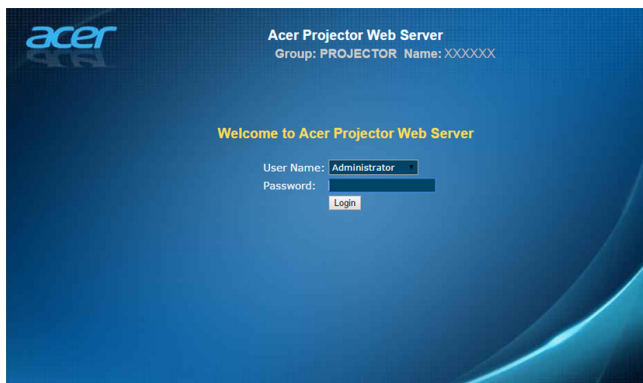 acer
Acer Projector Web Server
Group: PROJECTOR Name: XXXXXX
Welcome to Acer Projector Web Server
User Name: Administrator
Password:
Login